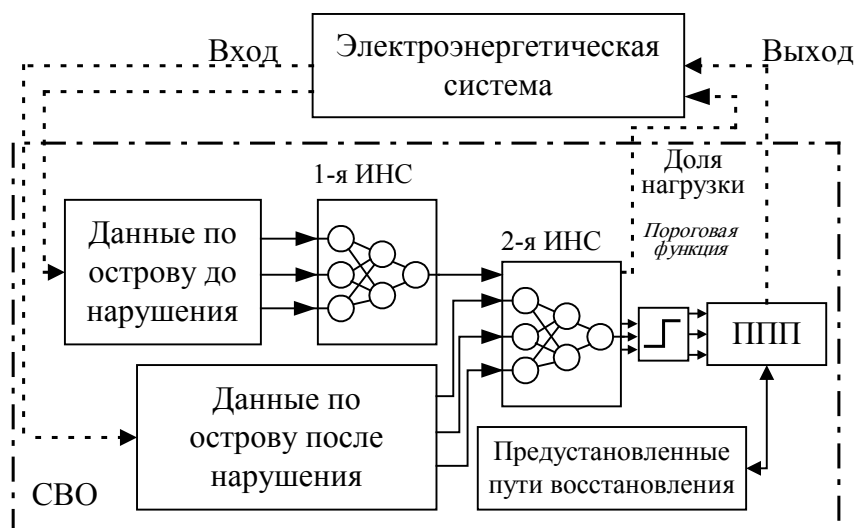 Вход
Электроэнергетическая
система
Выход
Доля
нагрузки
1-я ИНС
Данные по
острову до
нарушения
2-я ИНС
Пороговая
функция
ППП
Данные по
острову после
нарушения
Предустановленные
пути восстановления
СВО